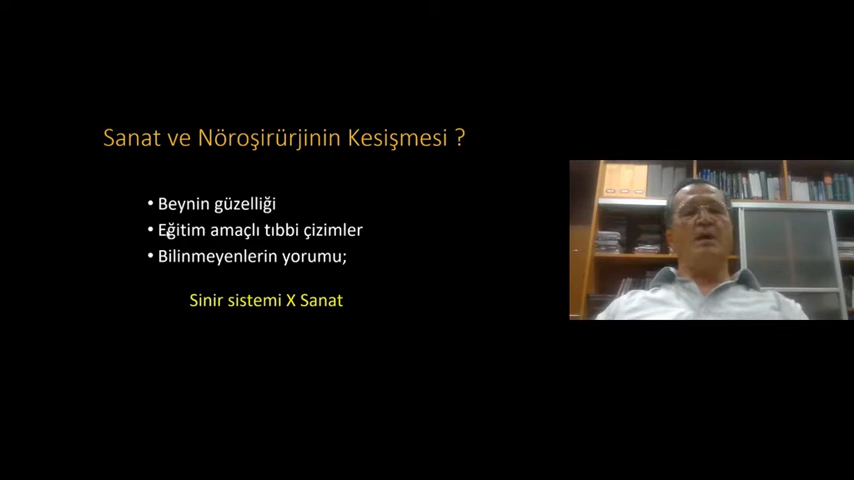 Sanat ve Nöroşirürjinin Kesişmesi ?
• Beynin güzelliği
• Eğitim amaçlı tıbbi çizimler
• Bilinmeyenlerin yorumu;
Sinir sistemi X Sanat